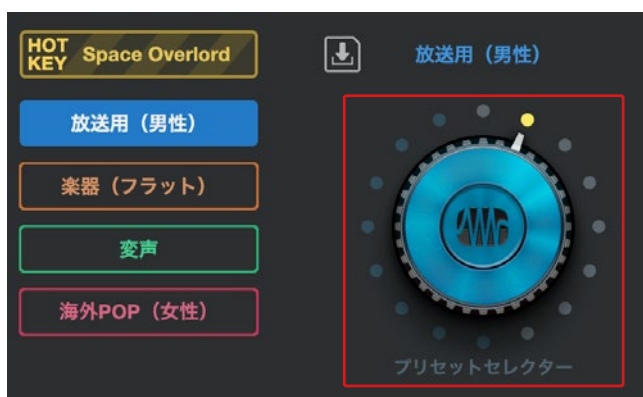 HOT
KEY Space Overlord
放送用（男性）
放送用（男性）
楽器（フラット）
変声
海外POP（女性）
プリセットセレクター